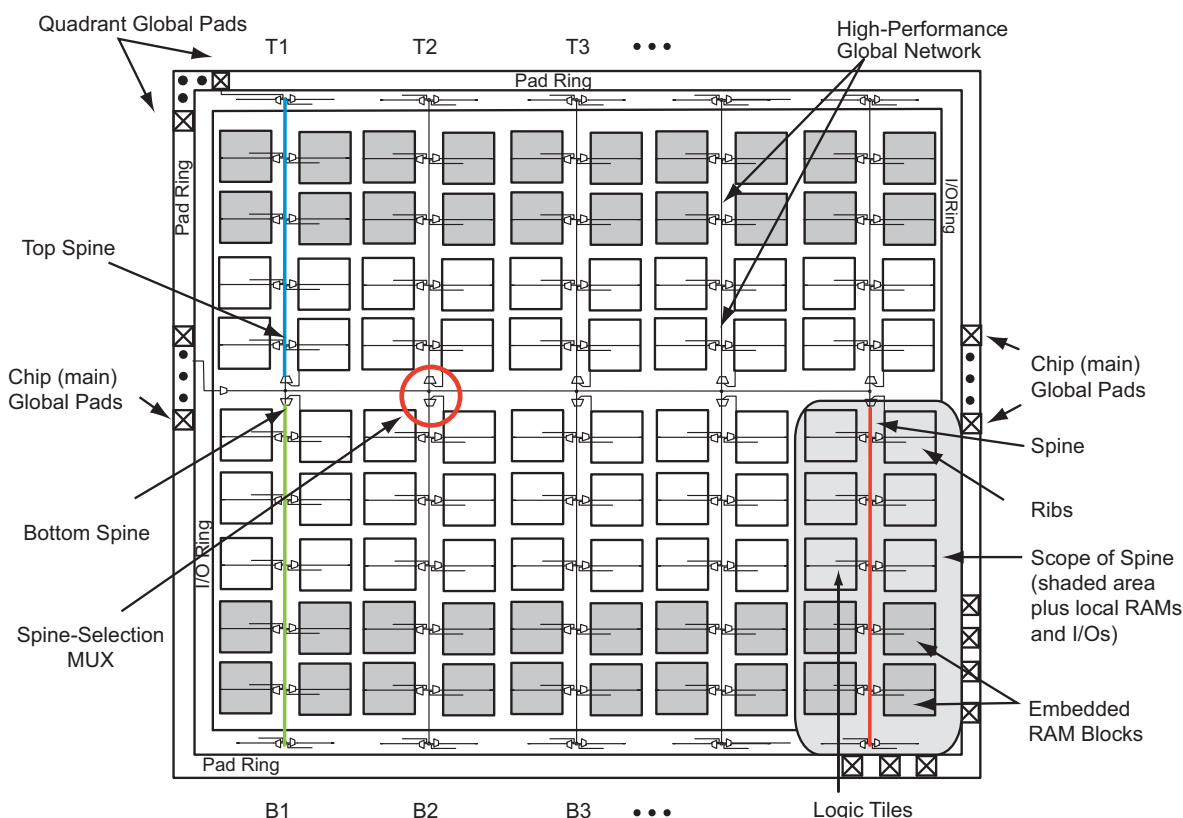 Quadrant Global Pads
T1
T2
T3
•••
High-Performance
Global Network
Pad Ring
Pad Ring
I/ORing
Top Spine
Chip (main)
Global Pads
Chip (main)
Global Pads
Spine
Ribs
Bottom Spine
I/O Ring
Scope of Spine
(shaded area
plus local RAMs
and I/Os)
Spine-Selection
MUX
Embedded
RAM Blocks
Pad Ring
B1
B2
B3
•••
Logic Tiles